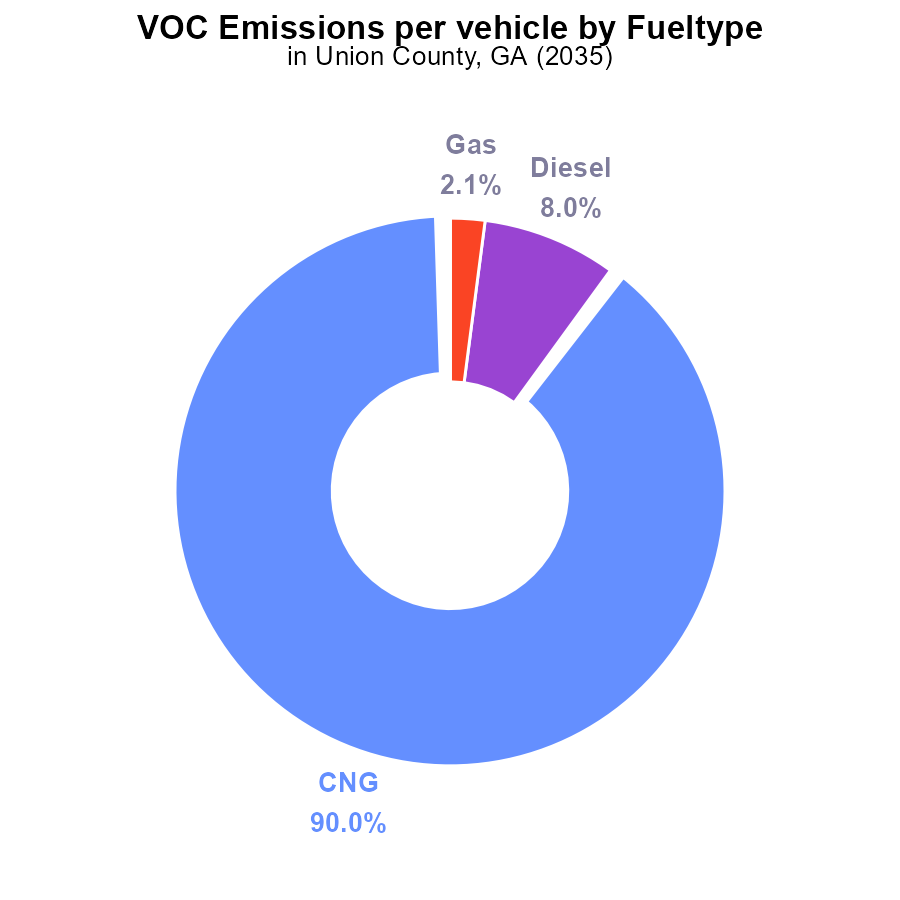 VOC Emissions per vehicle by Fueltype
in Union County, GA (2035)
Gas
2.1%
Diesel
8.0%
CNG
90.0%